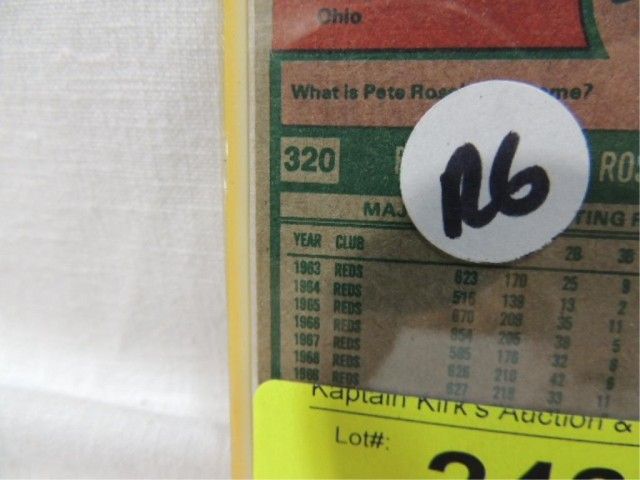 Ohio
What is Pete me?
320 ROS
R6
MAJ TING
YEAR CLUB 2B 3B
1963 REDS 623 170 25 9
1964 REDS 516 139 13 2
1965 REDS 670 209 35 11
1966 REDS 654 205 38 5
1967 REDS 585 176 32 8
1968 REDS 626 210 42 6
REDS 627 218 33 11
Kaptain Kirk's Auction &
Lot#: